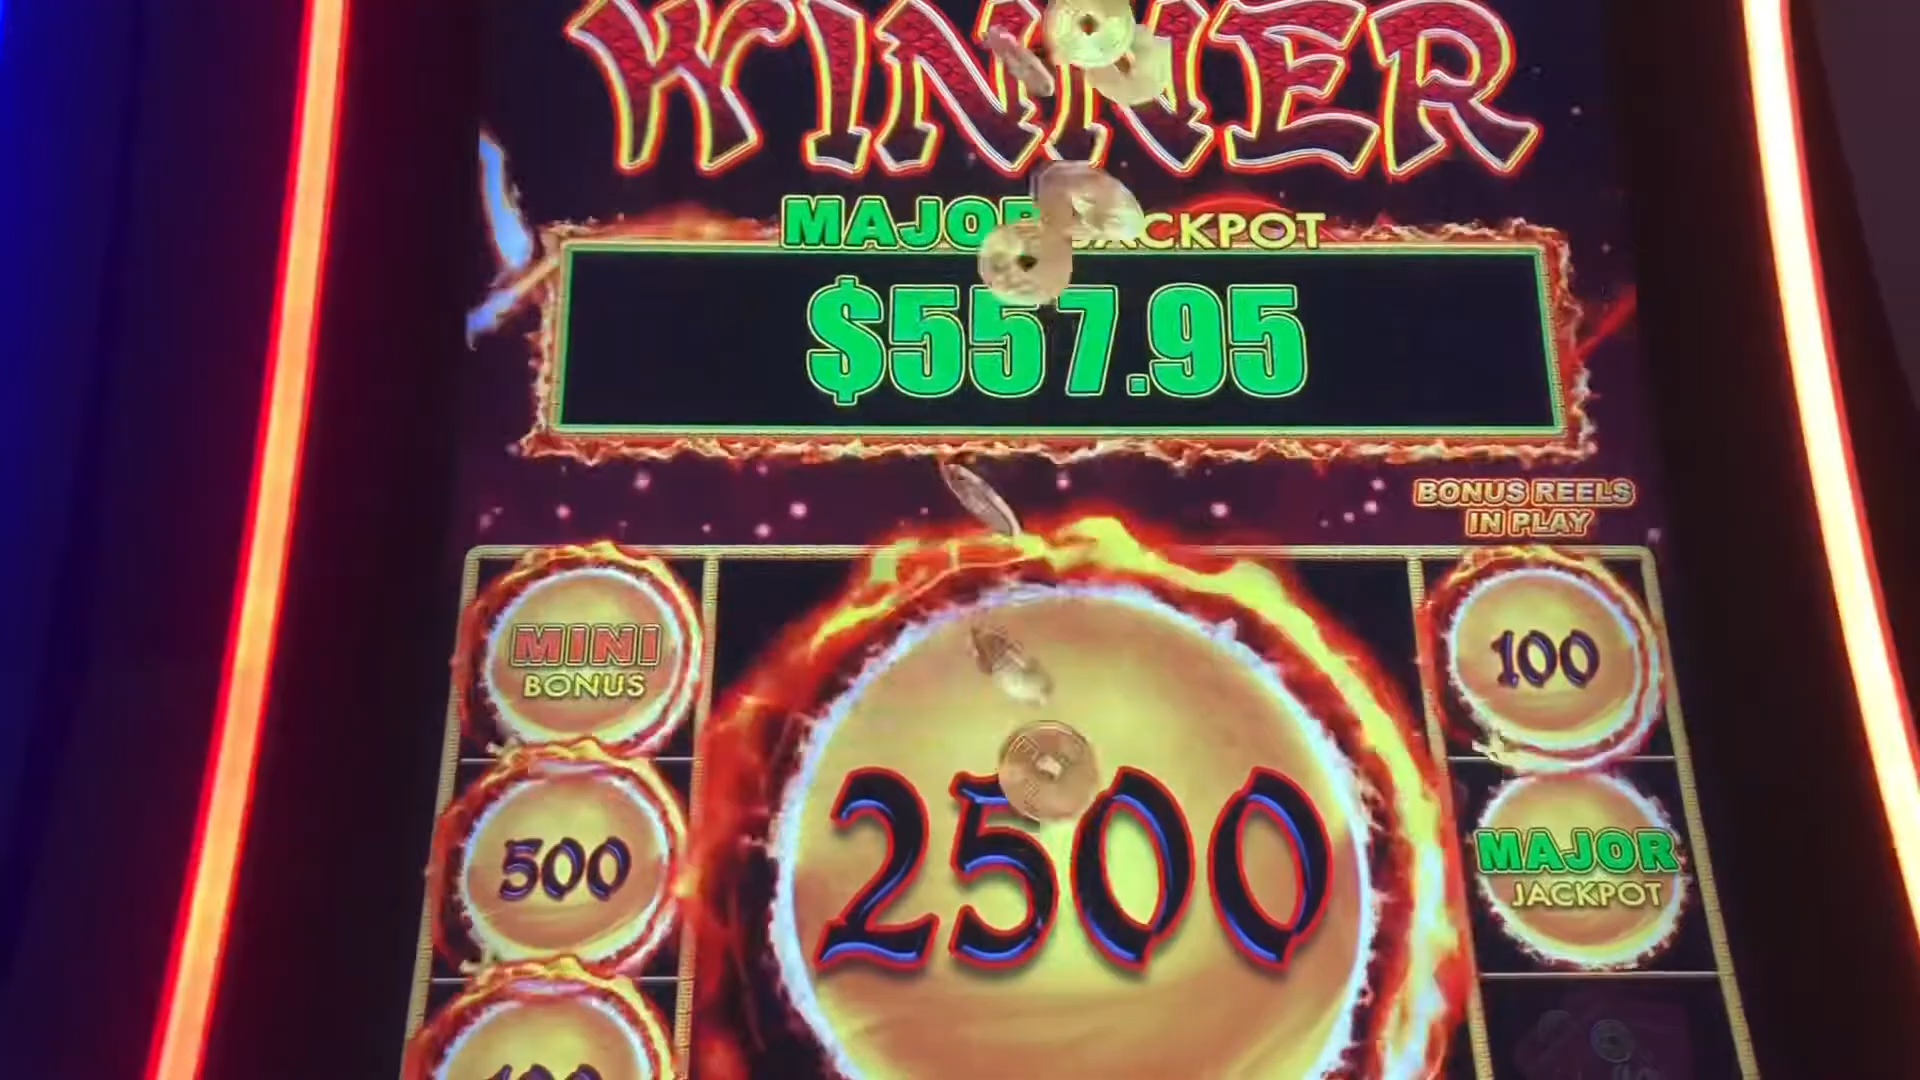 WINNER
MAJOR JACKPOT
$557.95
BONUS REELS
IN PLAY
MINI
BONUS
100
500
2500
MAJOR
JACKPOT